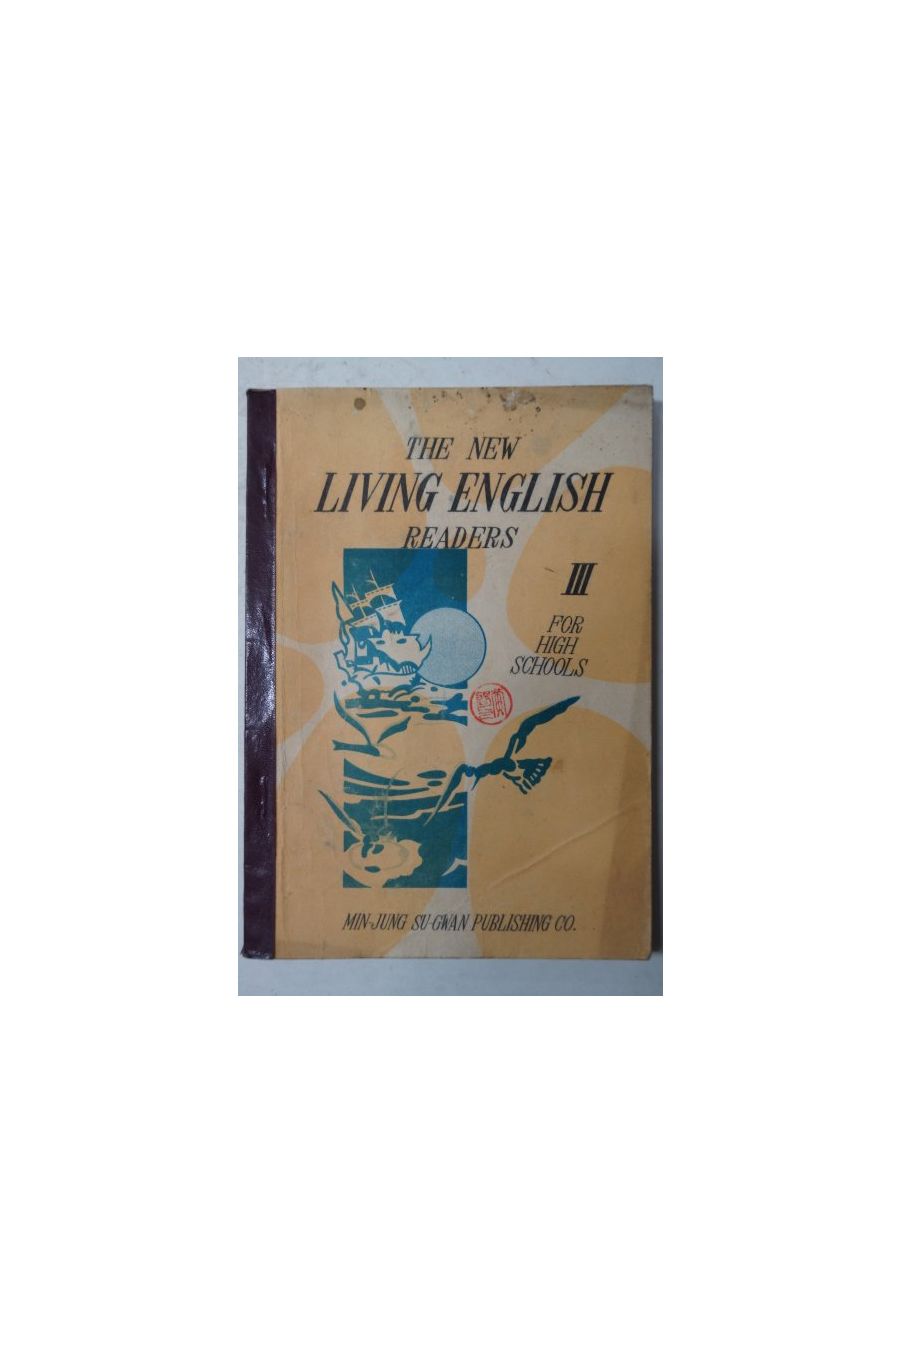 THE NEW
LIVING ENGLISH
READERS
III
FOR
HIGH
SCHOOLS
MIN-JUNG SU-GWAN PUBLISHING CO.